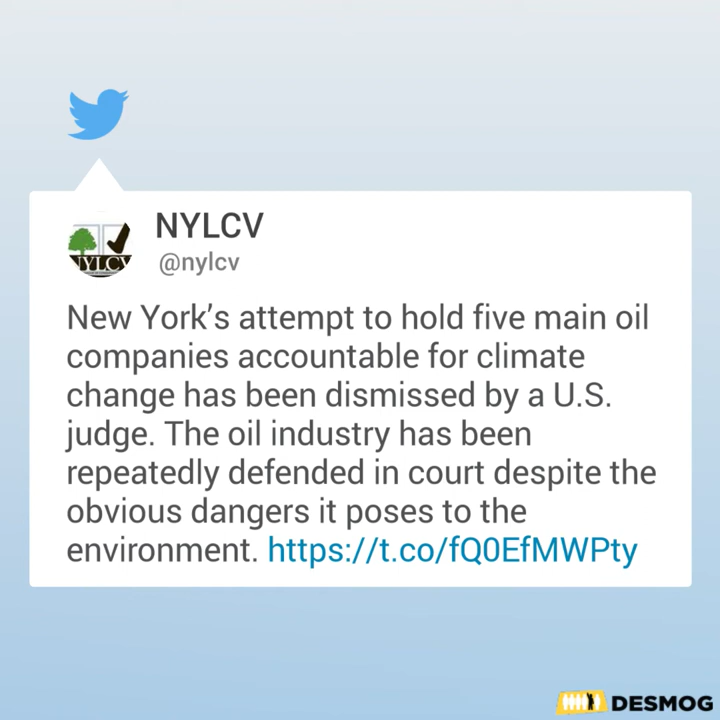 NYLCV
@nylcv
NYLCV
New York’s attempt to hold five main oil
companies accountable for climate
change has been dismissed by a U.S.
judge. The oil industry has been
repeatedly defended in court despite the
obvious dangers it poses to the
environment. https://t.co/fQ0EfMWPty
DESMOG